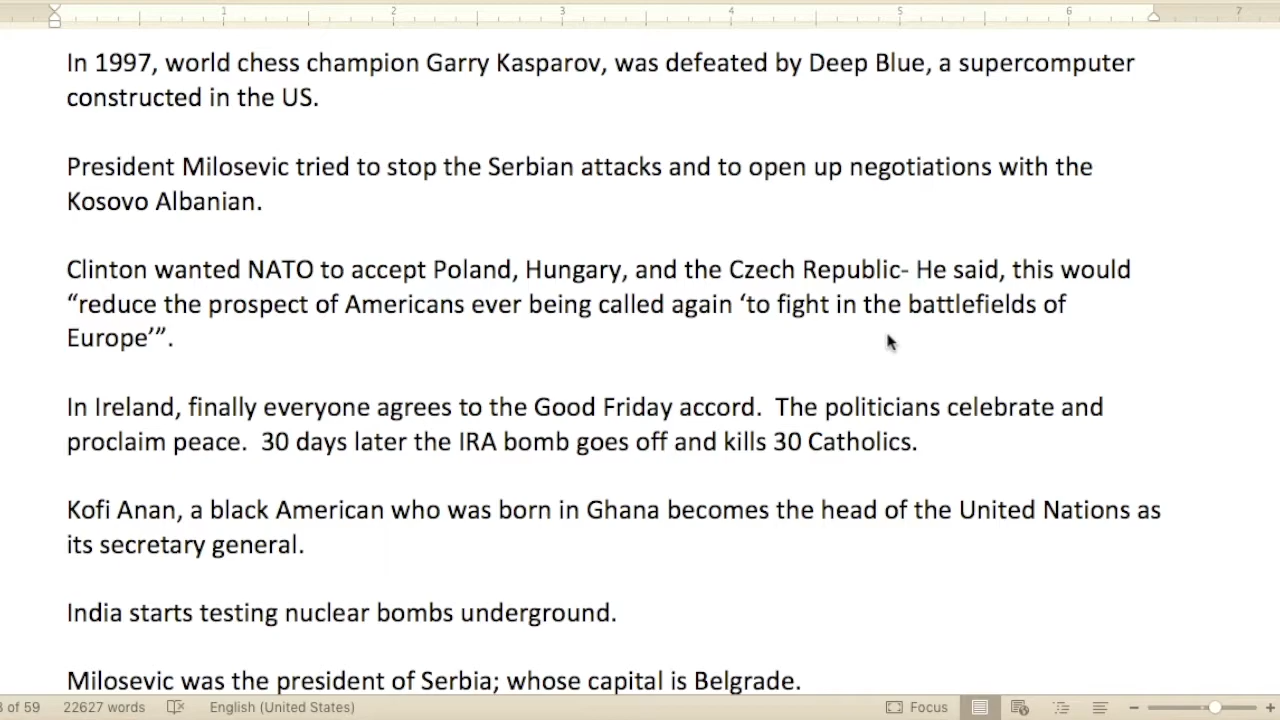 1 2 3 4 5 6 7
In 1997, world chess champion Garry Kasparov, was defeated by Deep Blue, a supercomputer
constructed in the US.
President Milosevic tried to stop the Serbian attacks and to open up negotiations with the
Kosovo Albanian.
Clinton wanted NATO to accept Poland, Hungary, and the Czech Republic- He said, this would
“reduce the prospect of Americans ever being called again ‘to fight in the battlefields of
Europe’”.
In Ireland, finally everyone agrees to the Good Friday accord.  The politicians celebrate and
proclaim peace.  30 days later the IRA bomb goes off and kills 30 Catholics.
Kofi Anan, a black American who was born in Ghana becomes the head of the United Nations as
its secretary general.
India starts testing nuclear bombs underground.
Milosevic was the president of Serbia; whose capital is Belgrade.
of 59 22627 words English (United States) Focus